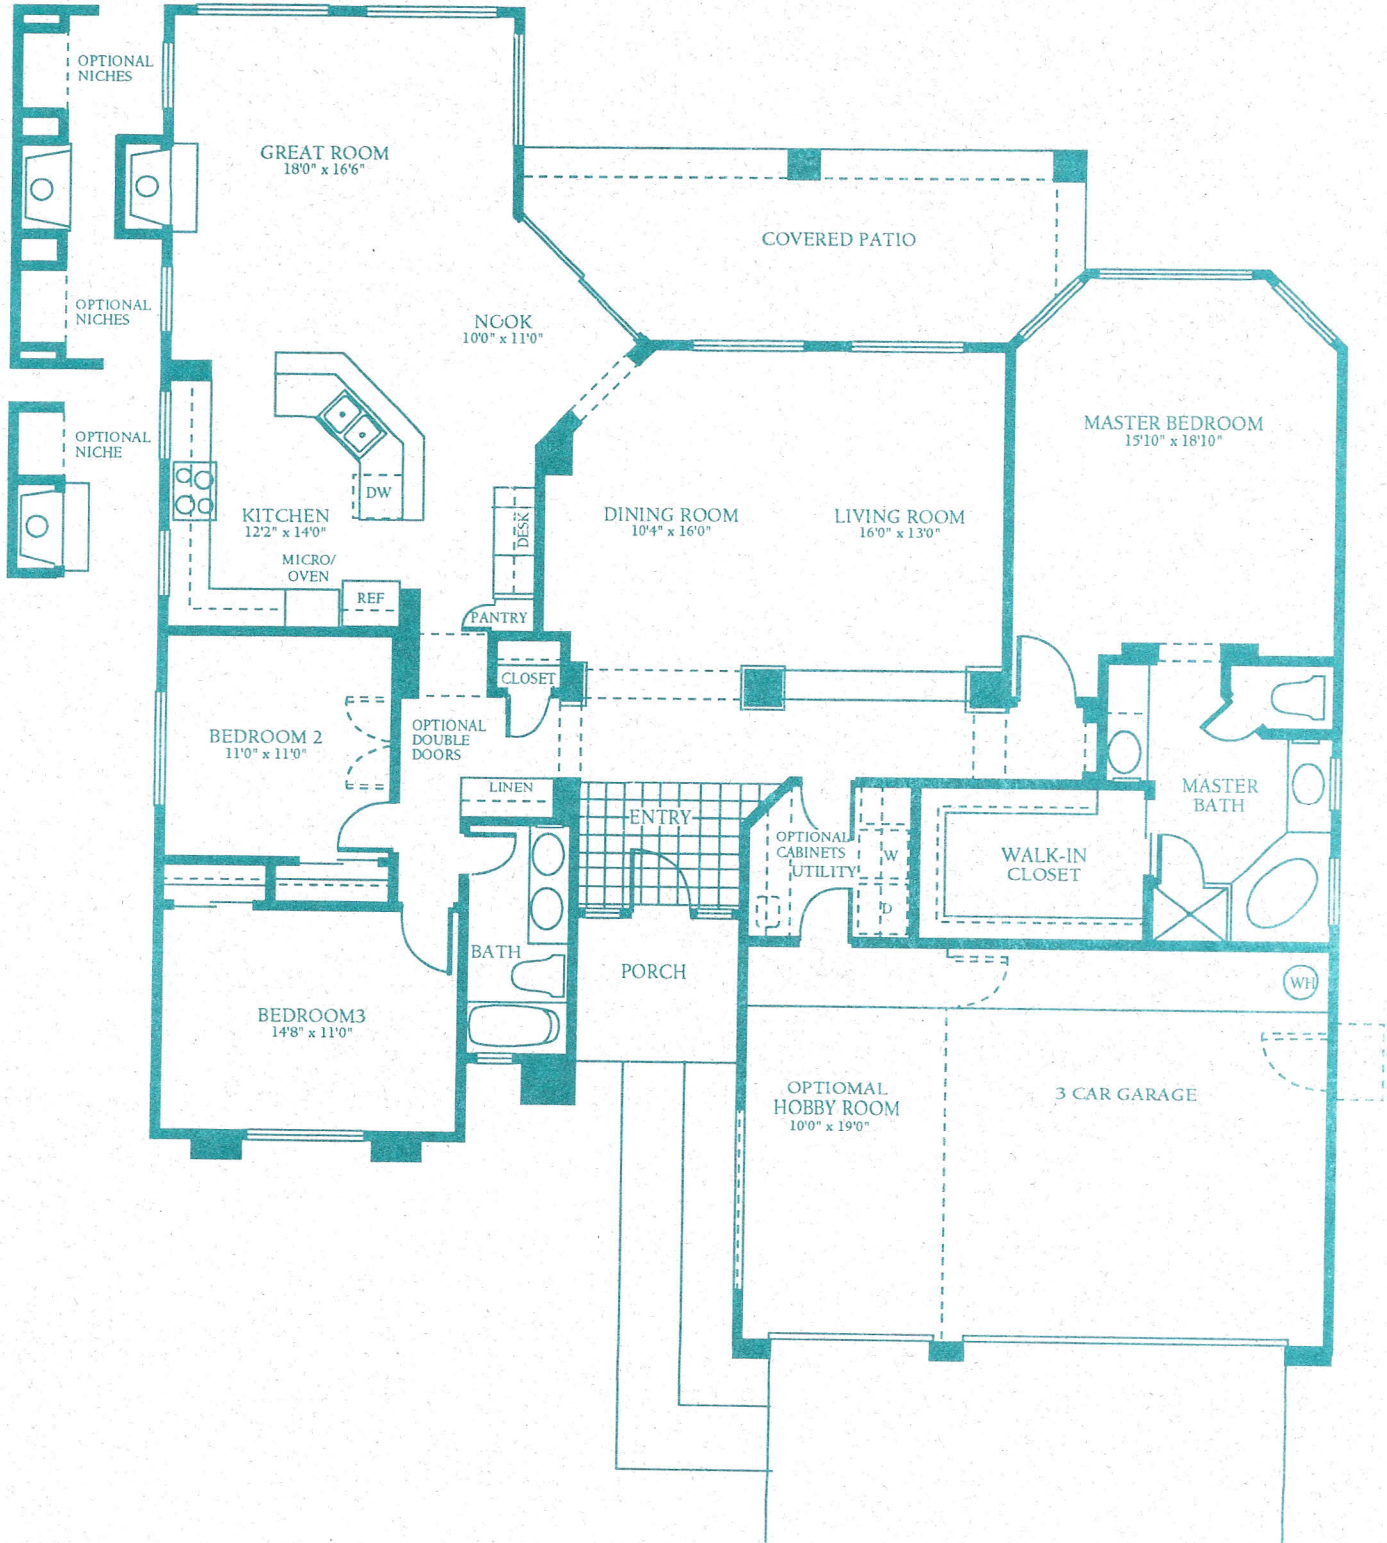 OPTIONAL
NICHES
GREAT ROOM
18'0" x 16'6"
COVERED PATIO
OPTIONAL
NICHES
NOOK
10'0" x 11'0"
OPTIONAL
NICHE
MASTER BEDROOM
15'10" x 18'10"
DW
KITCHEN
12'2" x 14'0"
DESK
DINING ROOM
10'4" x 16'0"
LIVING ROOM
16'0" x 13'0"
MICRO/
OVEN
REF
PANTRY
CLOSET
BEDROOM 2
11'0" x 11'0"
OPTIONAL
DOUBLE
DOORS
LINEN
ENTRY
MASTER
BATH
OPTIONAL
CABINETS
UTILITY
W
D
WALK-IN
CLOSET
BATH
PORCH
WH
BEDROOM3
14'8" x 11'0"
OPTIOMAL
HOBBY ROOM
10'0" x 19'0"
3 CAR GARAGE